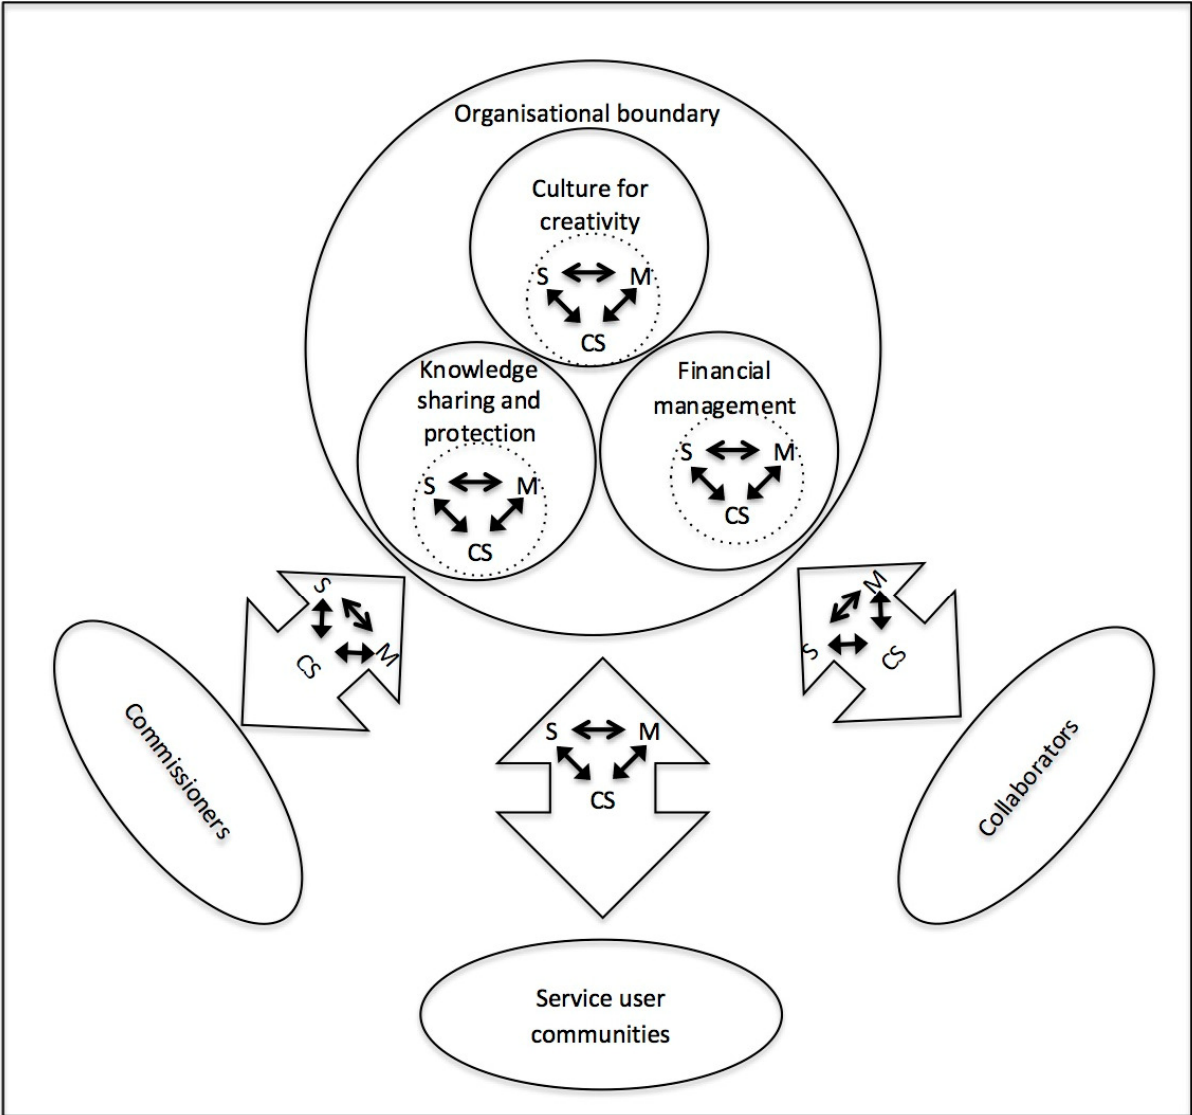 Organisational boundary
Culture for
creativity
S M
CS
Knowledge
sharing and
protection
S M
CS
Financial
management
S M
CS
S
CS M
M
S CS
S M
CS
Commissioners
Collaborators
Service user
communities